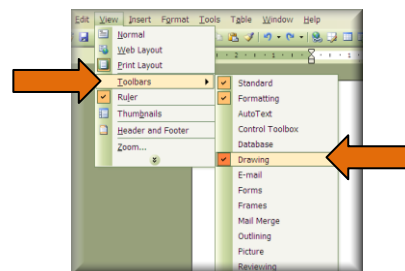 Edit View Insert Format Tools Table Window Help
Normal
Web Layout
Print Layout
Toolbars
Ruler
Thumbnails
Header and Footer
Zoom...
Standard
Formatting
AutoText
Control Toolbox
Database
Drawing
E-mail
Forms
Frames
Mail Merge
Outlining
Picture
Reviewing